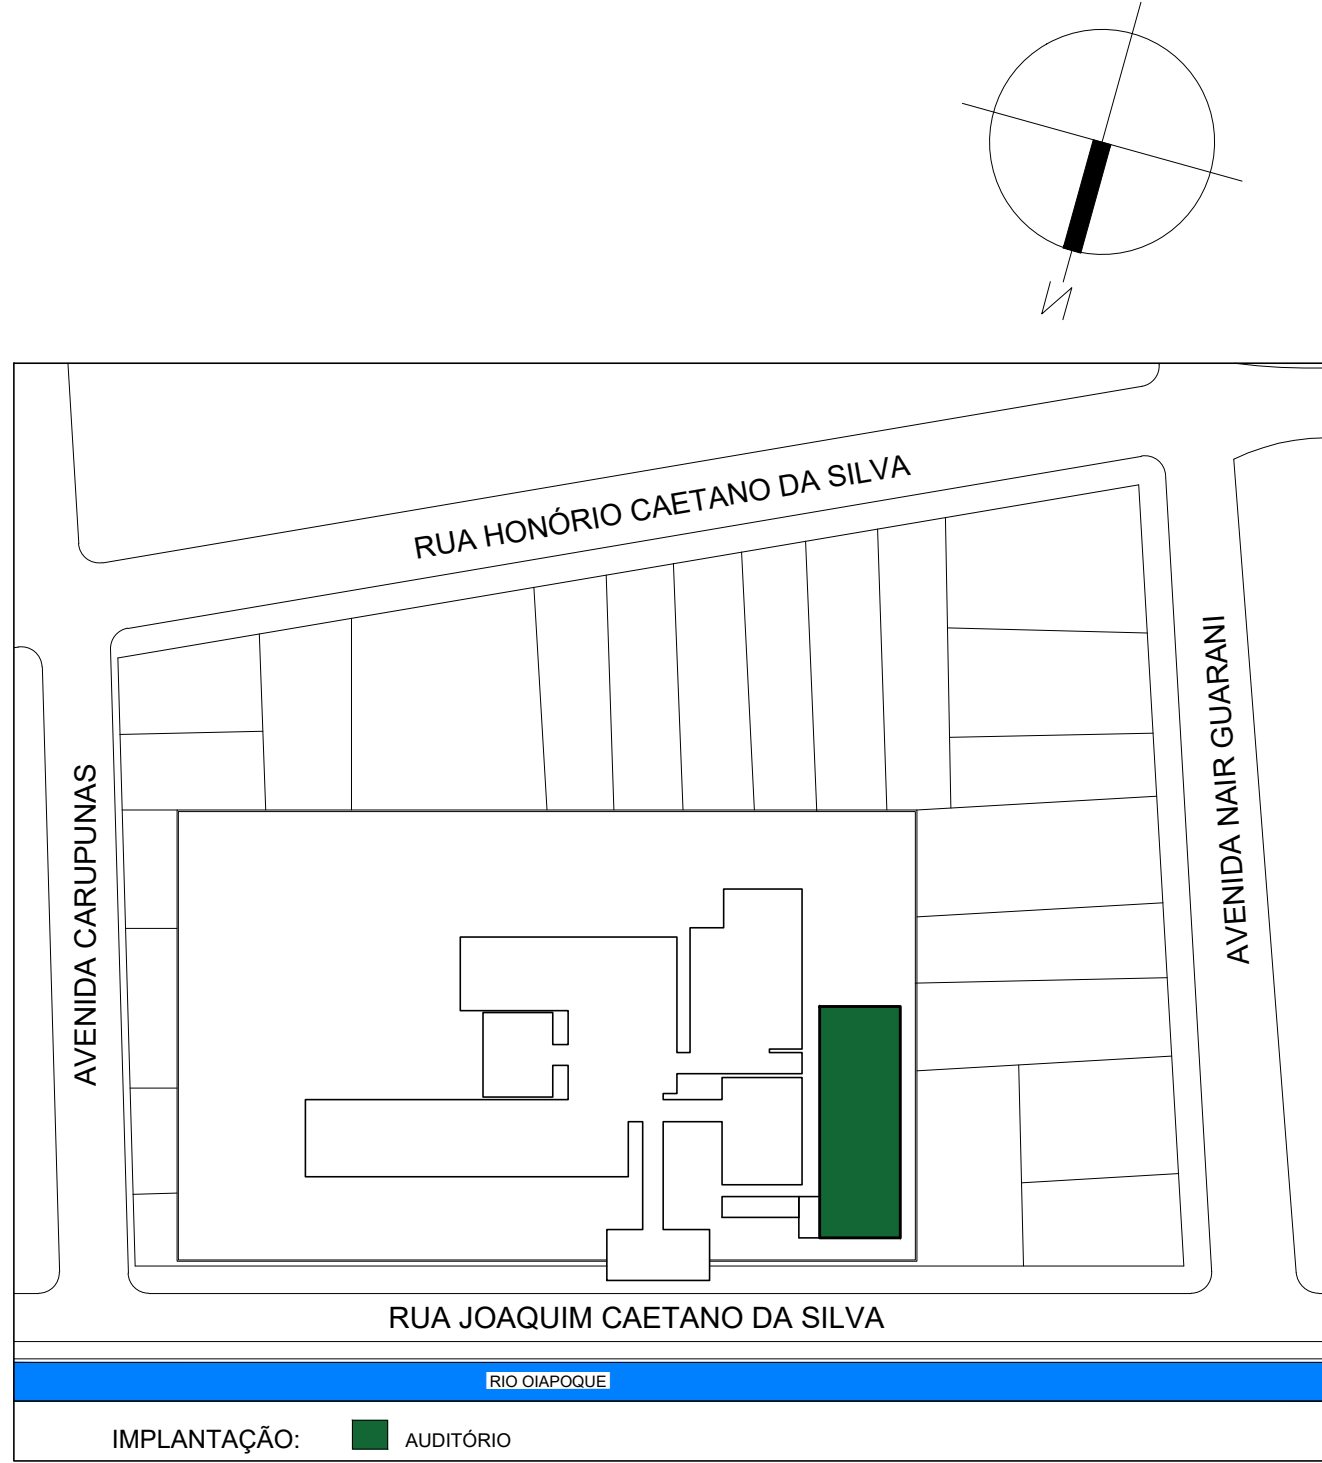 N
RUA HONÓRIO CAETANO DA SILVA
AVENIDA NAIR GUARANI
AVENIDA CARUPUNAS
RUA JOAQUIM CAETANO DA SILVA
RIO OIAPOQUE
IMPLANTAÇÃO: AUDITÓRIO